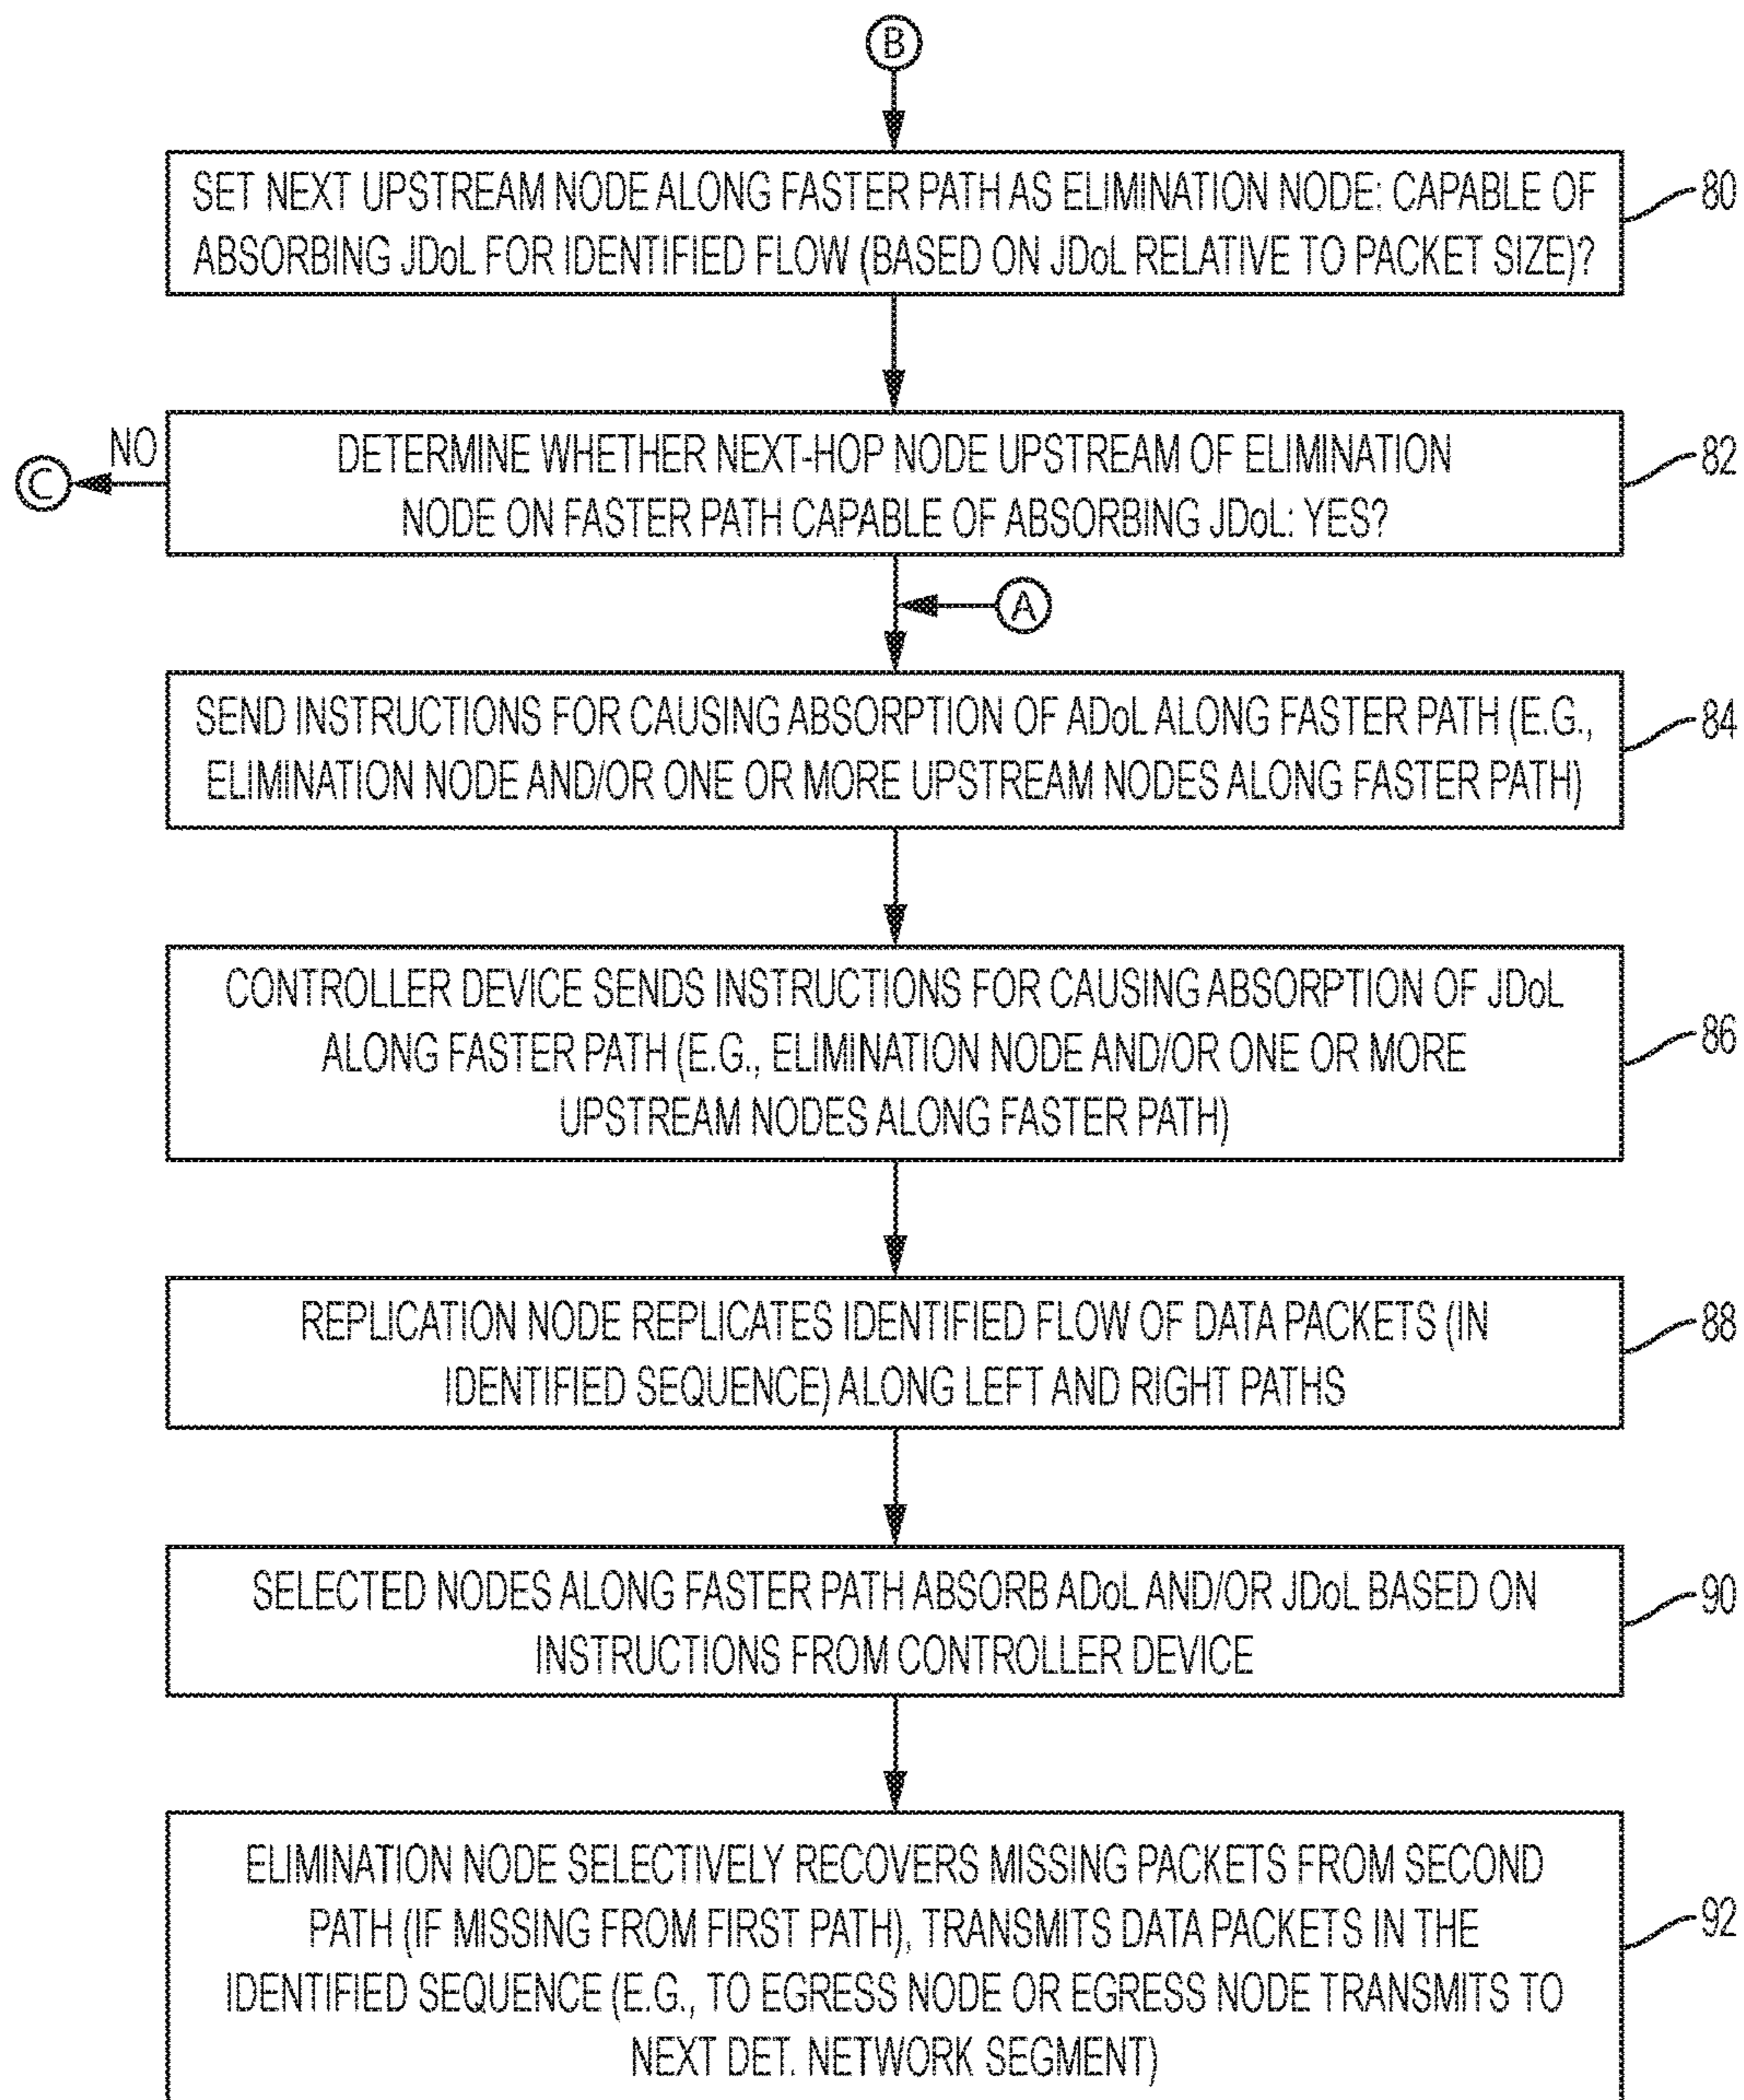 B
SET NEXT UPSTREAM NODE ALONG FASTER PATH AS ELIMINATION NODE: CAPABLE OF
ABSORBING JDoL FOR IDENTIFIED FLOW (BASED ON JDoL RELATIVE TO PACKET SIZE)?
80
NO
C
DETERMINE WHETHER NEXT-HOP NODE UPSTREAM OF ELIMINATION
NODE ON FASTER PATH CAPABLE OF ABSORBING JDoL: YES?
82
A
SEND INSTRUCTIONS FOR CAUSING ABSORPTION OF ADoL ALONG FASTER PATH (E.G.,
ELIMINATION NODE AND/OR ONE OR MORE UPSTREAM NODES ALONG FASTER PATH)
84
CONTROLLER DEVICE SENDS INSTRUCTIONS FOR CAUSING ABSORPTION OF JDoL
ALONG FASTER PATH (E.G., ELIMINATION NODE AND/OR ONE OR MORE
UPSTREAM NODES ALONG FASTER PATH)
86
REPLICATION NODE REPLICATES IDENTIFIED FLOW OF DATA PACKETS (IN
IDENTIFIED SEQUENCE) ALONG LEFT AND RIGHT PATHS
88
SELECTED NODES ALONG FASTER PATH ABSORB ADoL AND/OR JDoL BASED ON
INSTRUCTIONS FROM CONTROLLER DEVICE
90
ELIMINATION NODE SELECTIVELY RECOVERS MISSING PACKETS FROM SECOND
PATH (IF MISSING FROM FIRST PATH), TRANSMITS DATA PACKETS IN THE
IDENTIFIED SEQUENCE (E.G., TO EGRESS NODE OR EGRESS NODE TRANSMITS TO
NEXT DET. NETWORK SEGMENT)
92